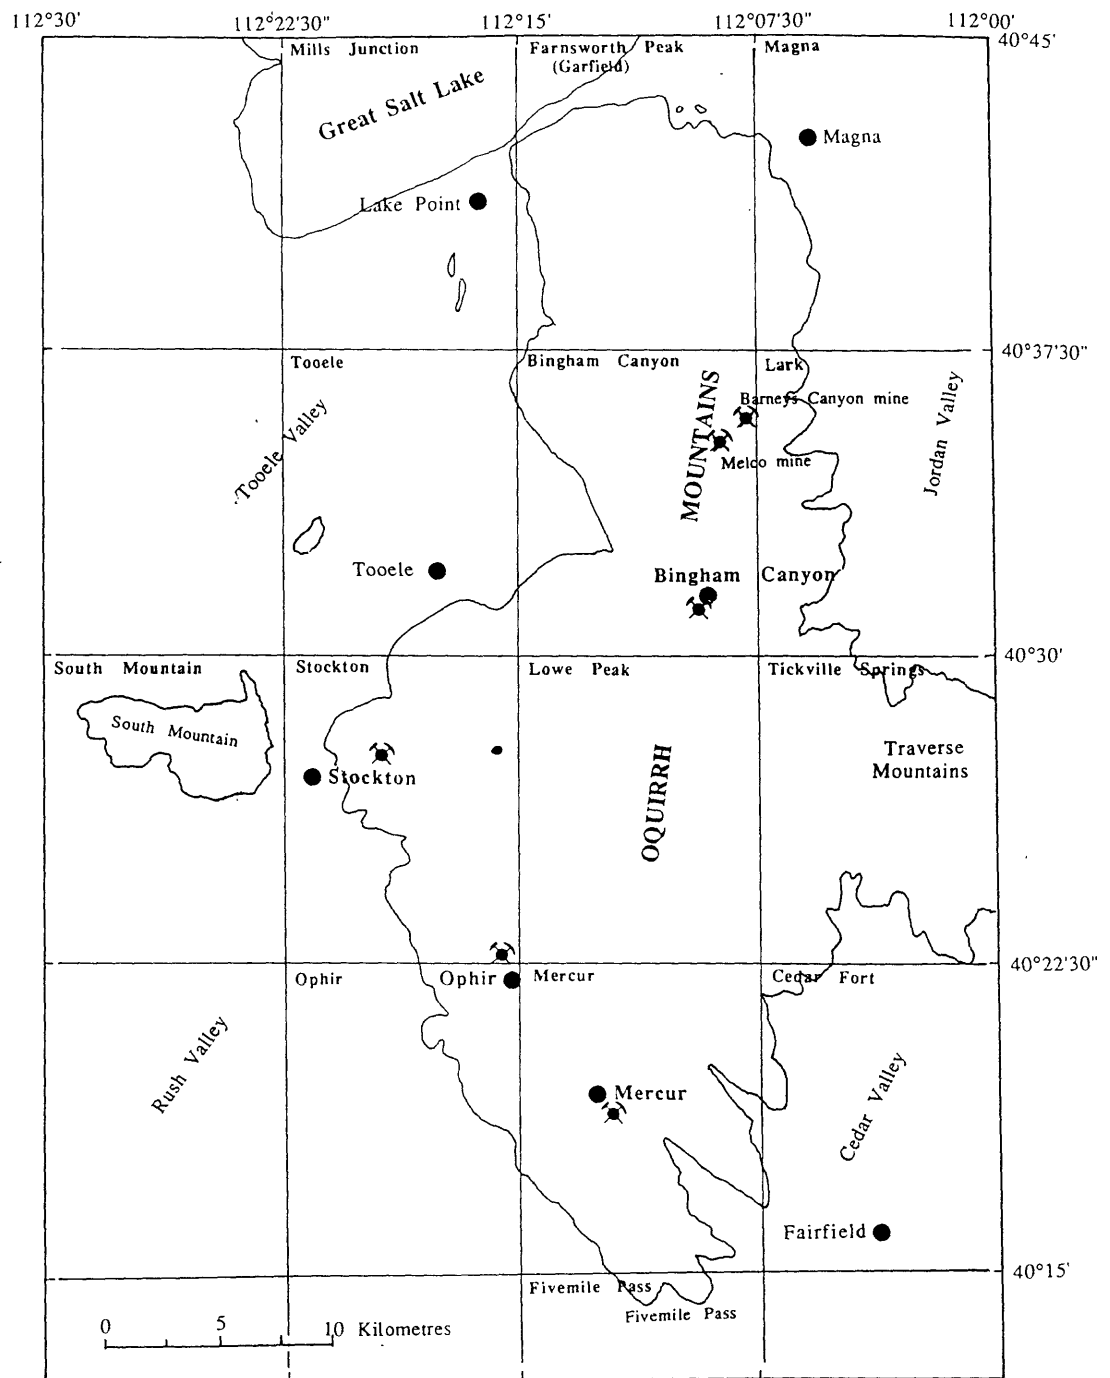 112°30'
112°22'30"
112°15'
112°07'30"
112°00'
40°45'
Mills Junction
Farnsworth Peak
(Garfield)
Magna
Great Salt Lake
Magna
Lake Point
40°37'30"
Tooele
Bingham Canyon
Lark
Barneys Canyon mine
MOUNTAINS
Jordan Valley
Tooele Valley
Melco mine
Tooele
Bingham Canyon
40°30'
South Mountain
Stockton
Lowe Peak
Tickville Springs
South Mountain
Traverse
Mountains
Stockton
OQUIRRH
40°22'30"
Ophir
Ophir
Mercur
Cedar Fort
Rush Valley
Mercur
Cedar Valley
Fairfield
40°15'
Fivemile Pass
Fivemile Pass
0 5 10 Kilometres